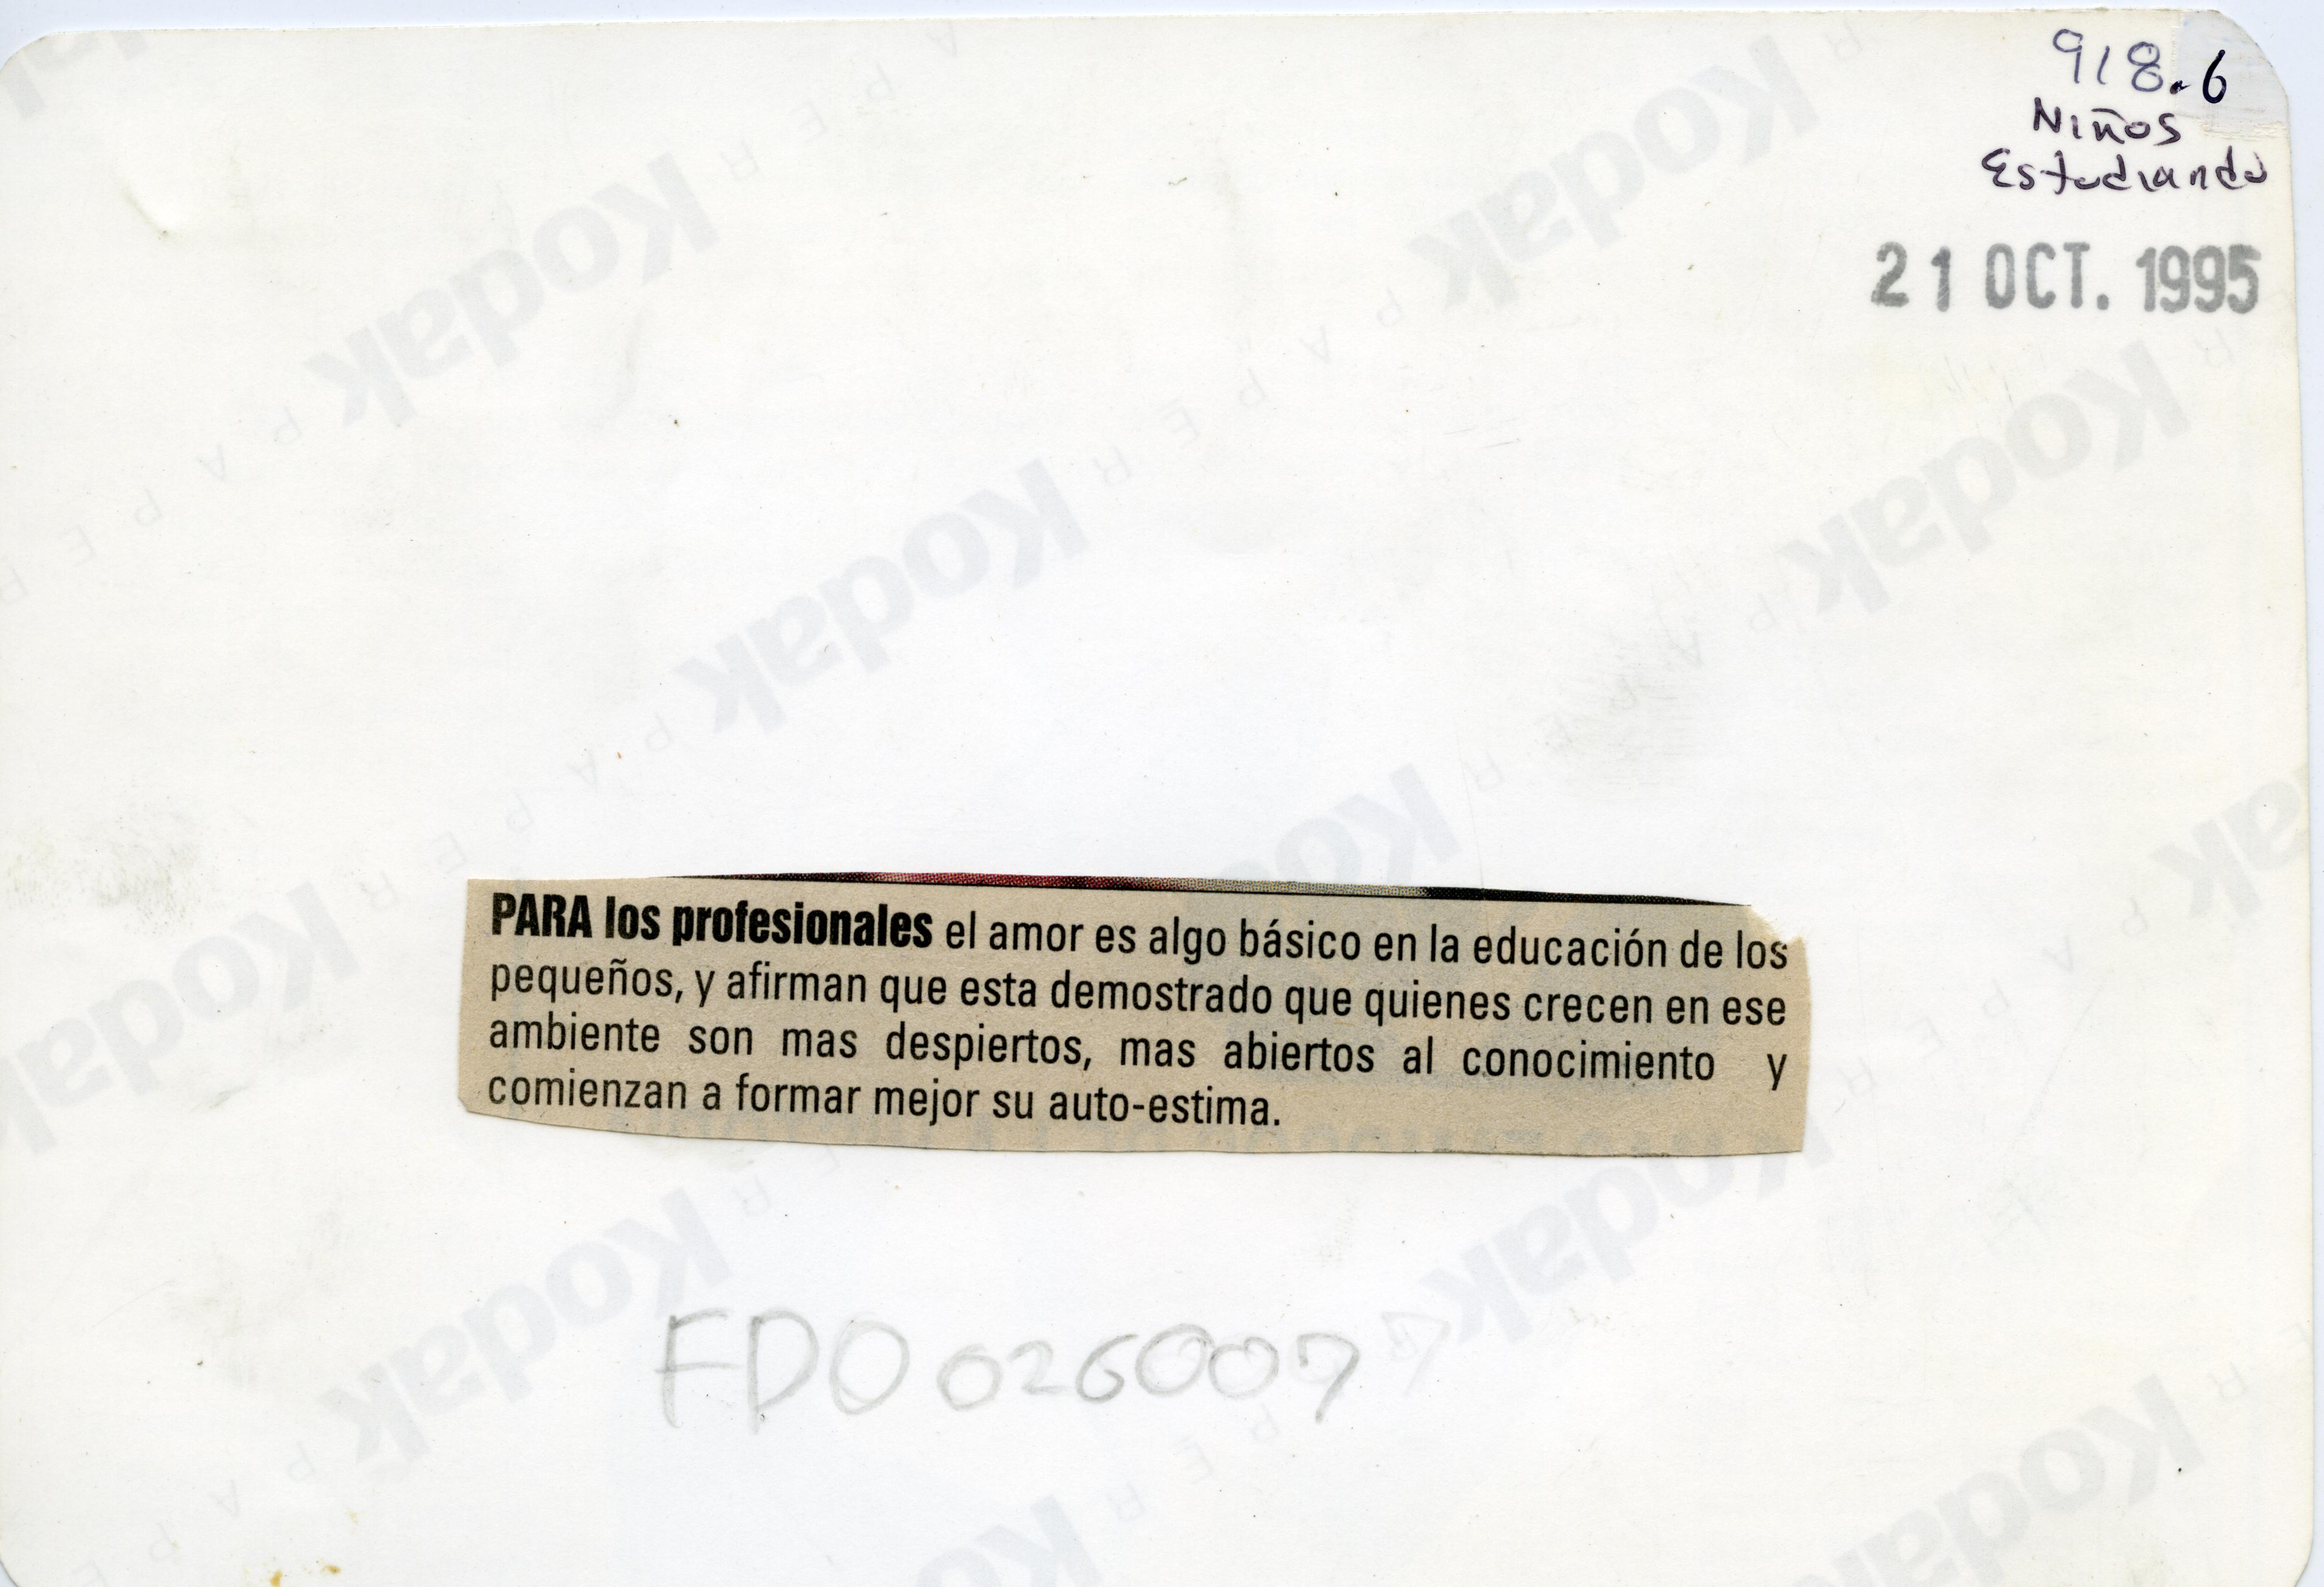 918.6
Niños
Estudiando
21 OCT. 1995
PARA los profesionales el amor es algo básico en la educación de los
pequeños, y afirman que esta demostrado que quienes crecen en ese
ambiente son mas despiertos, mas abiertos al conocimiento y
comienzan a formar mejor su auto-estima.
FDO026007
Kodak
PAPER